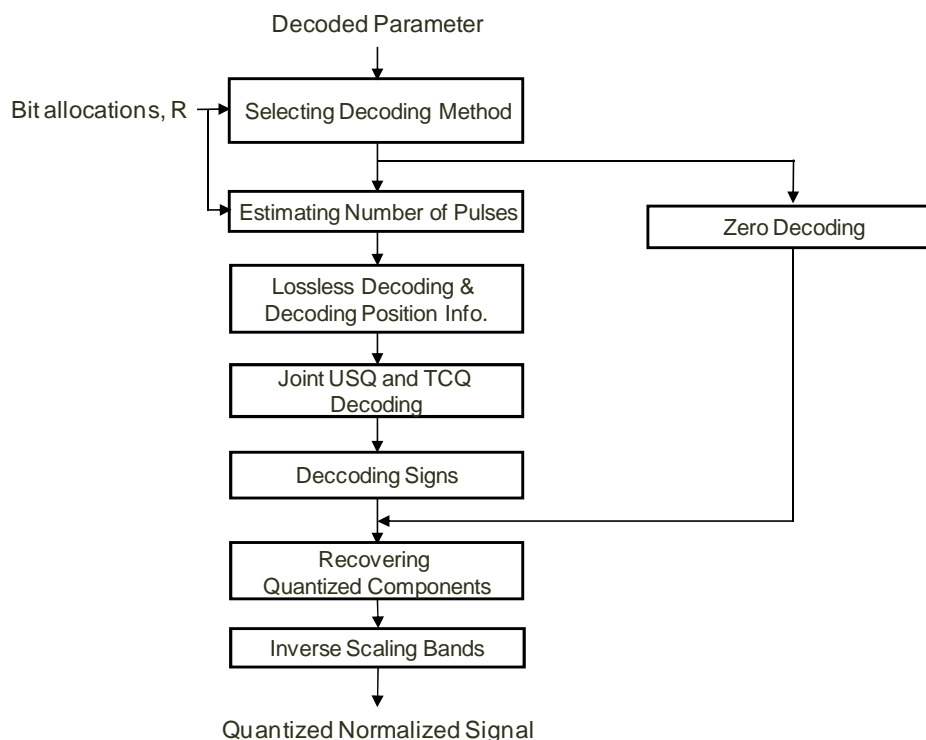 Decoded Parameter
Bit allocations, R
Selecting Decoding Method
Estimating Number of Pulses
Zero Decoding
Lossless Decoding &
Decoding Position Info.
Joint USQ and TCQ
Decoding
Deccoding Signs
Recovering
Quantized Components
Inverse Scaling Bands
Quantized Normalized Signal